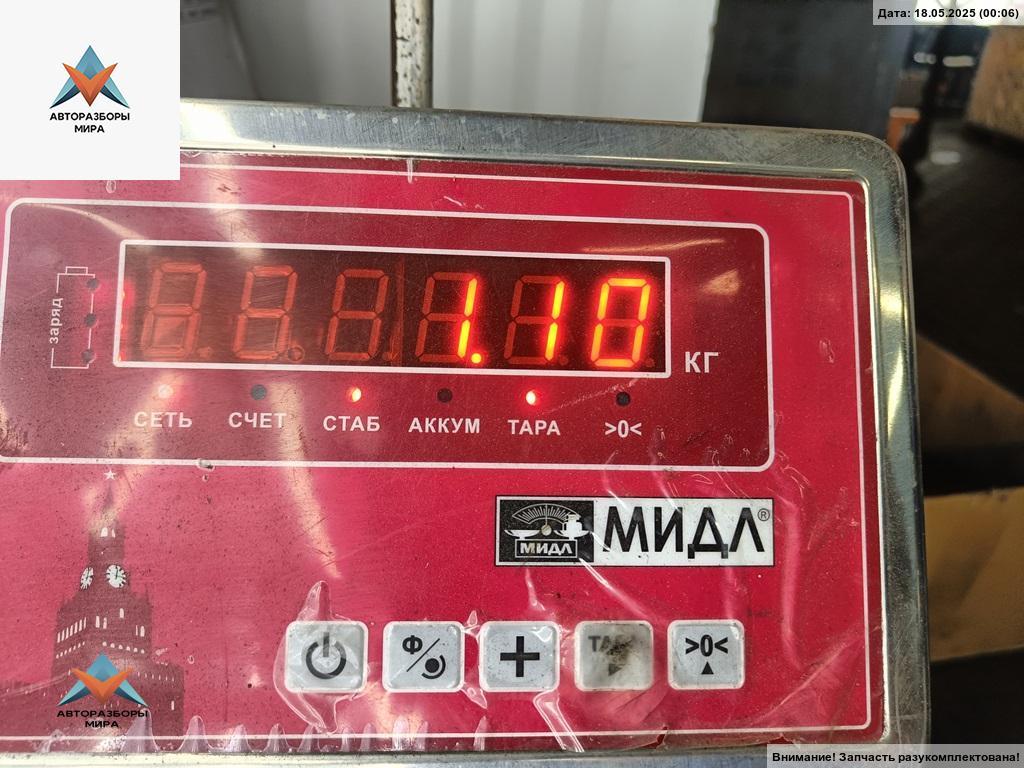 Дата: 18.05.2025 (00:06)
АВТОРАЗБОРЫ
МИРА
заряд
1.10
КГ
СЕТЬ
СЧЕТ
СТАБ
АККУМ
ТАРА
>0<
МИДЛ
МИДЛ®
Ф
>0<
АВТОРАЗБОРЫ
МИРА
Внимание! Запчасть разукомплектована!